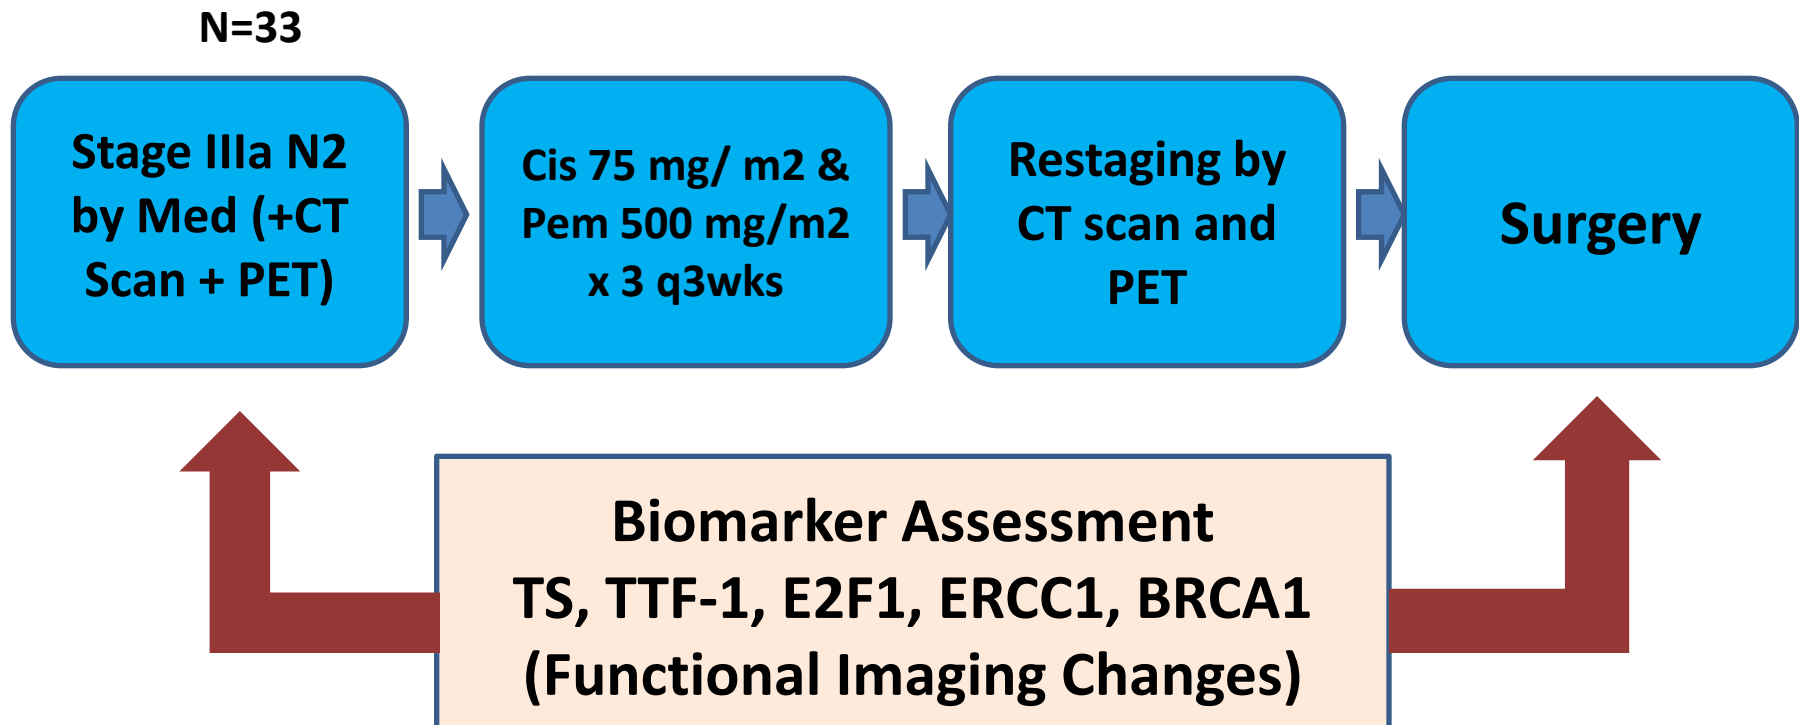 N=33
Stage IIIa N2
by Med (+CT
Scan + PET)
Cis 75 mg/ m2 &
Pem 500 mg/m2
x 3 q3wks
Restaging by
CT scan and
PET
Surgery
Biomarker Assessment
TS, TTF-1, E2F1, ERCC1, BRCA1
(Functional Imaging Changes)